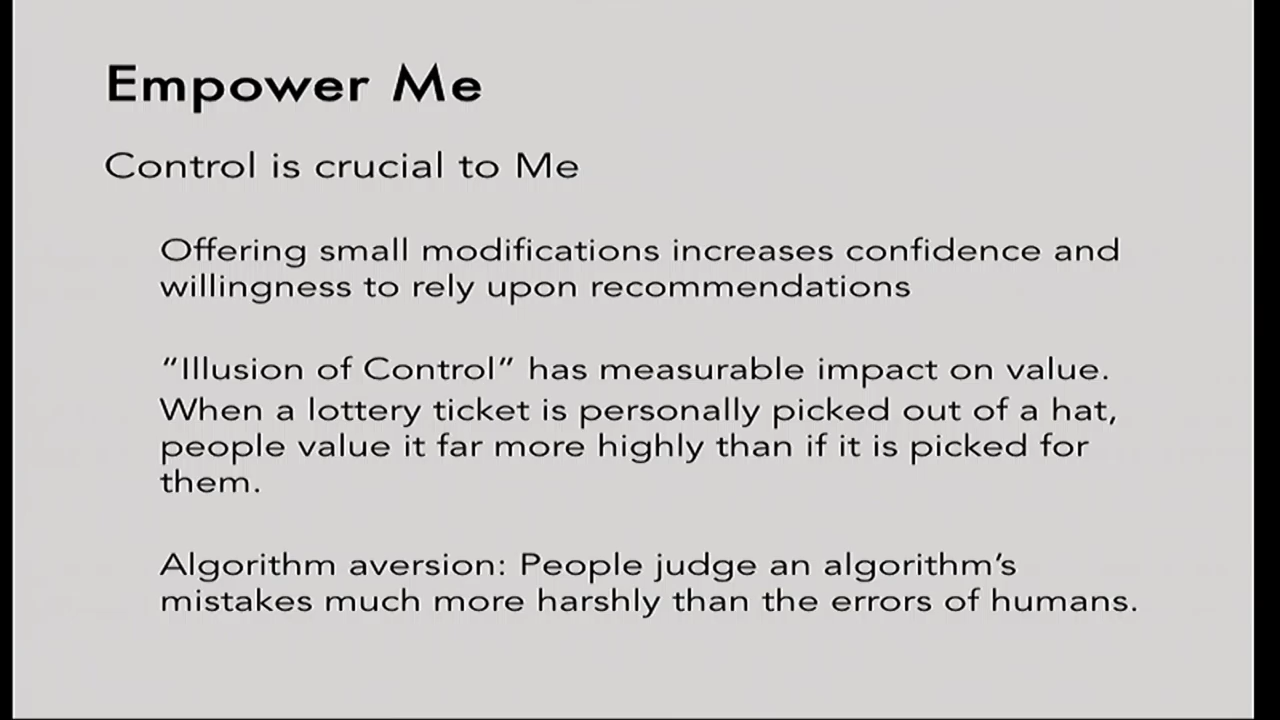 Empower Me
Control is crucial to Me
Offering small modifications increases confidence and
willingness to rely upon recommendations
“Illusion of Control” has measurable impact on value.
When a lottery ticket is personally picked out of a hat,
people value it far more highly than if it is picked for
them.
Algorithm aversion: People judge an algorithm’s
mistakes much more harshly than the errors of humans.